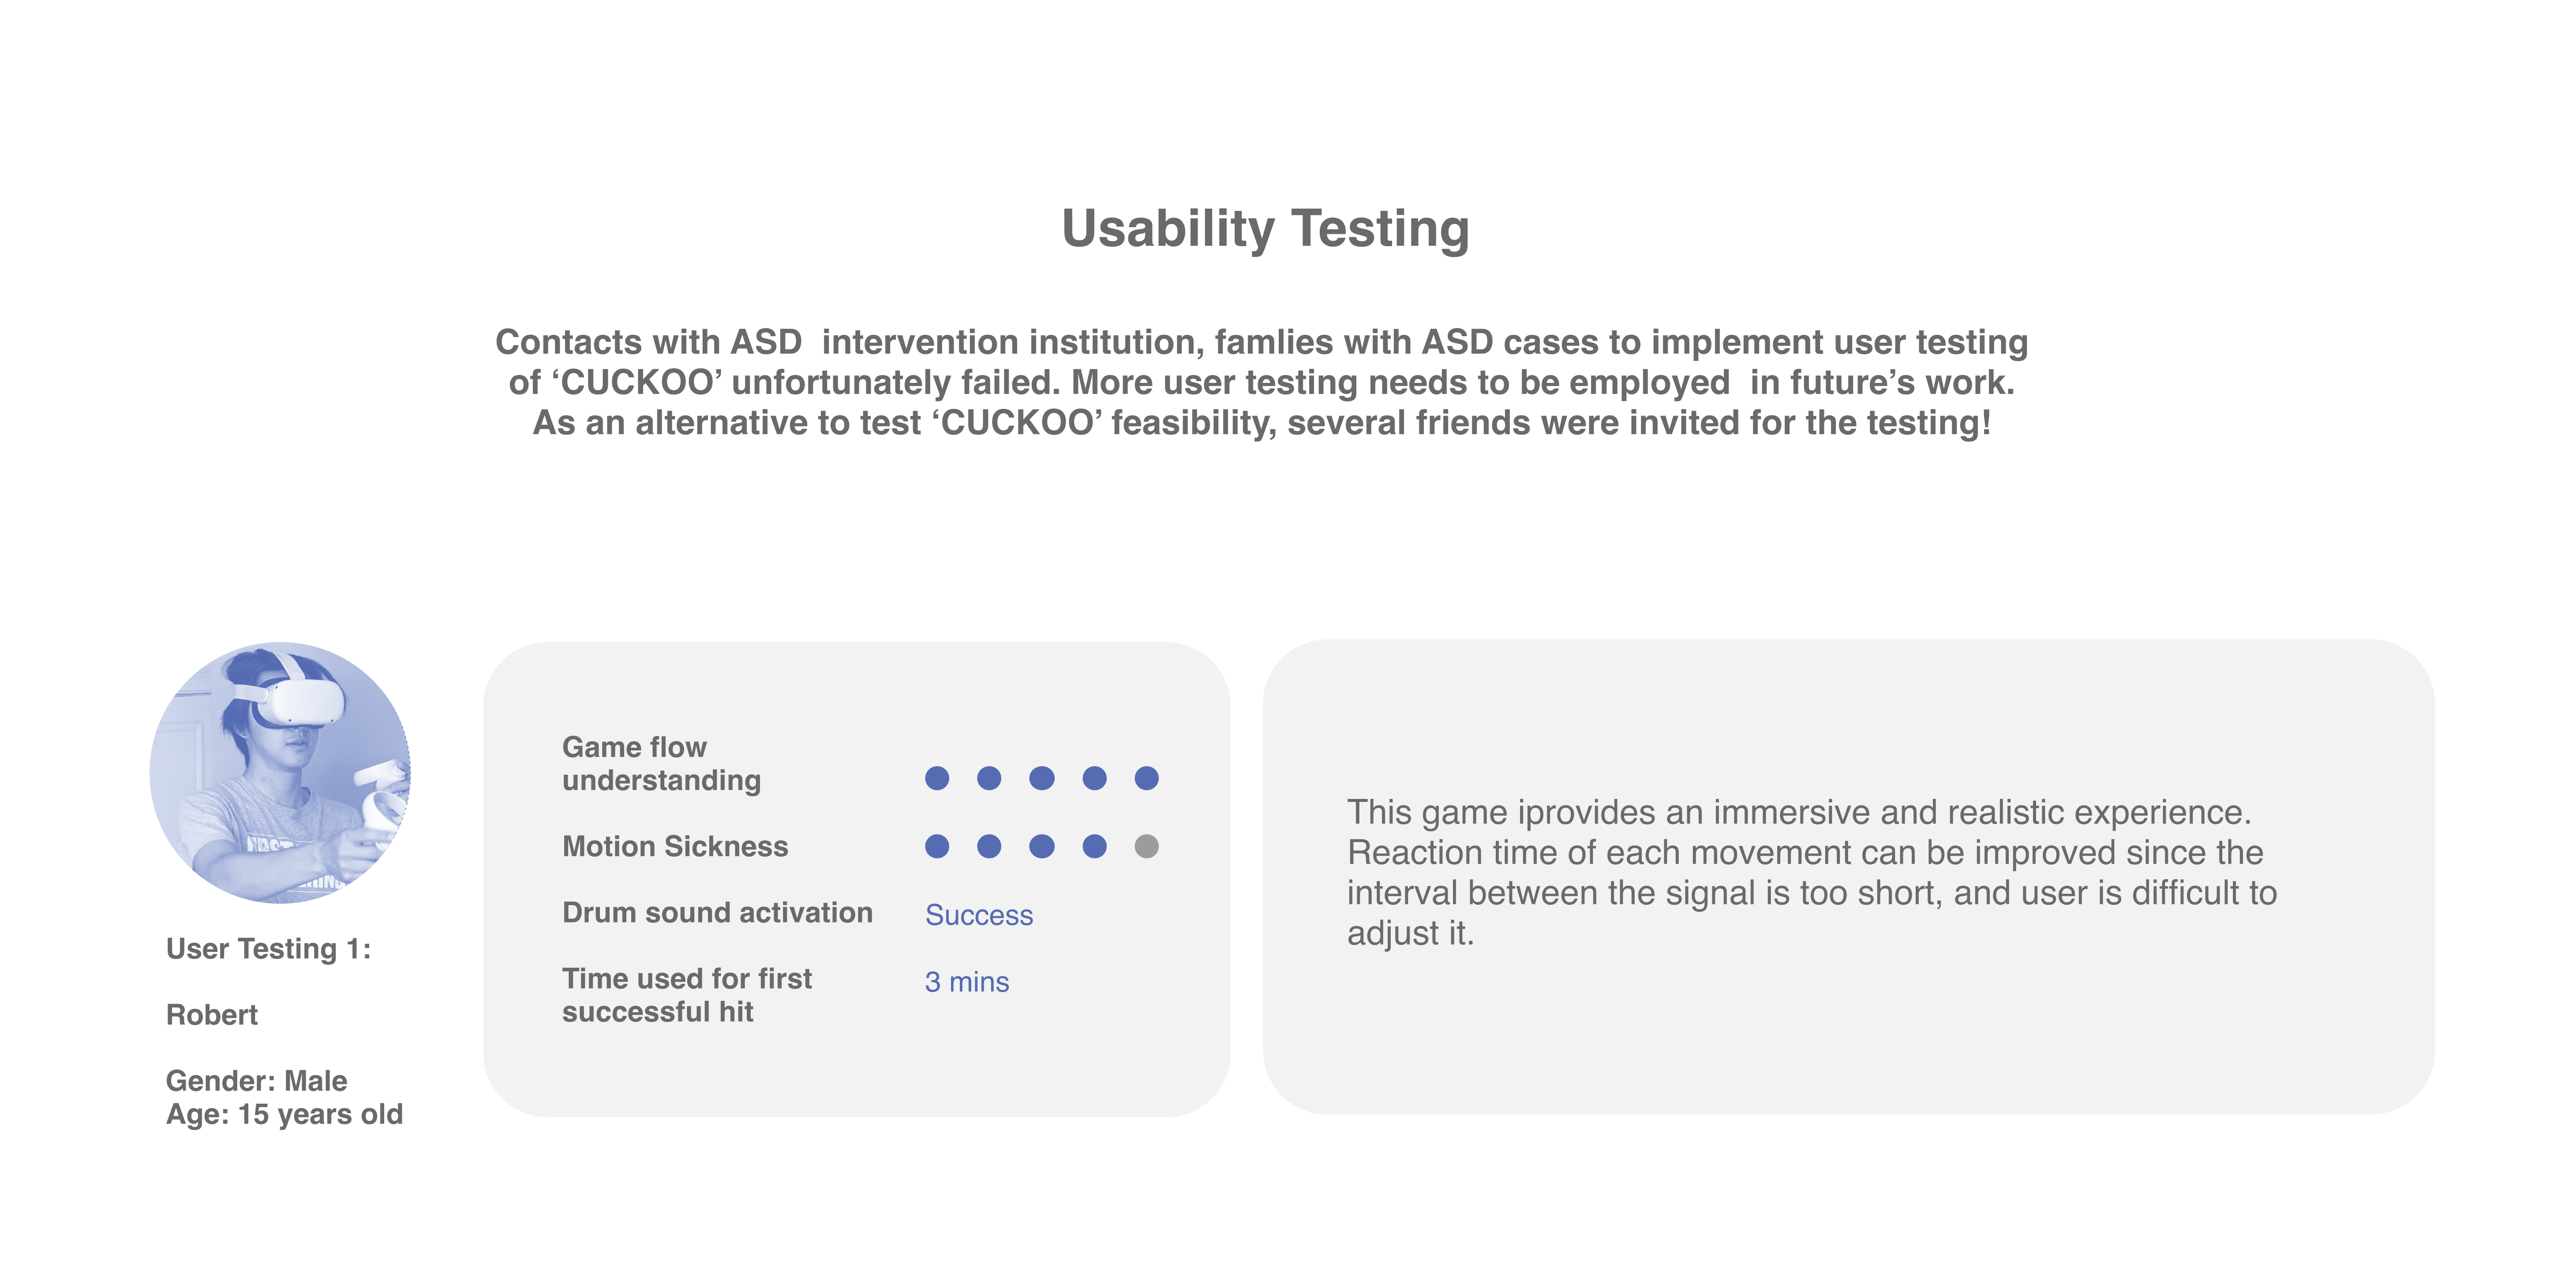 Usability Testing
Contacts with ASD  intervention institution, famlies with ASD cases to implement user testing
of ‘CUCKOO’ unfortunately failed. More user testing needs to be employed  in future’s work.
As an alternative to test ‘CUCKOO’ feasibility, several friends were invited for the testing!
User Testing 1:
Robert
Gender: Male
Age: 15 years old
Game flow
understanding
Motion Sickness
Drum sound activation
Success
Time used for first
successful hit
3 mins
This game iprovides an immersive and realistic experience.
Reaction time of each movement can be improved since the
interval between the signal is too short, and user is difficult to
adjust it.